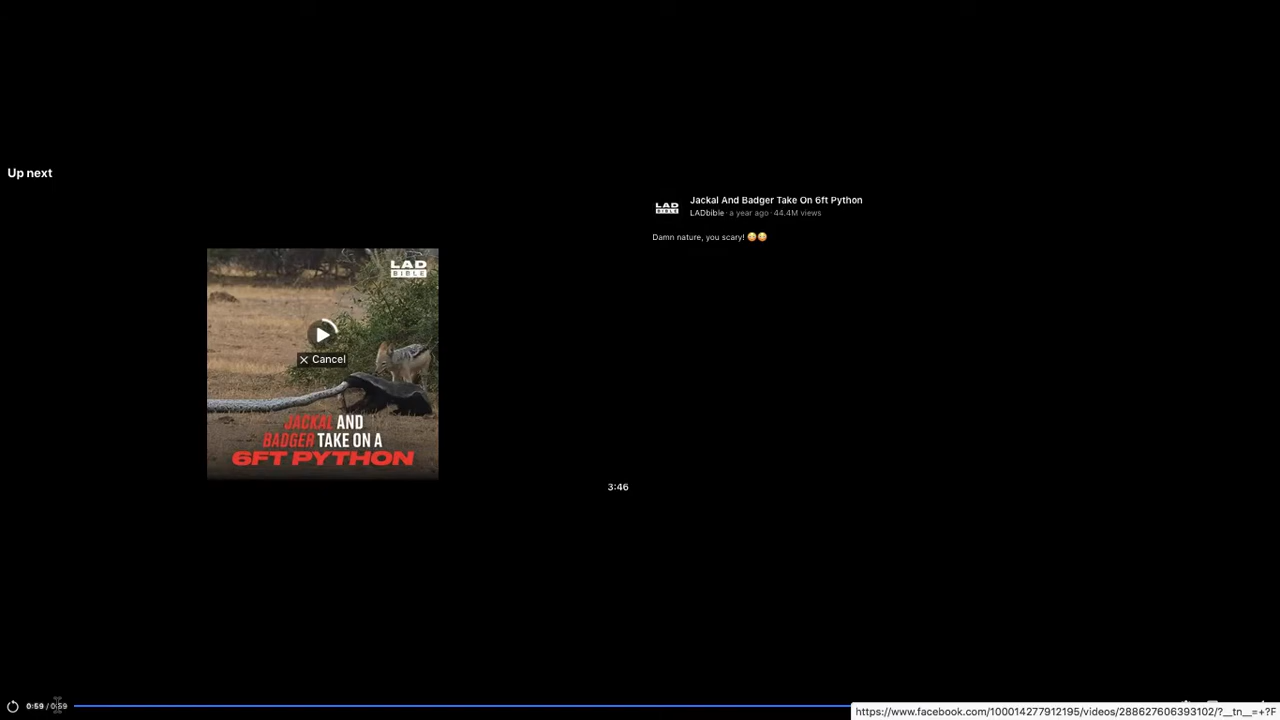 Up next
Jackal And Badger Take On 6ft Python
LAD
BIBLE
LADbible · a year ago · 44.4M views
Damn nature, you scary!
LAD
BIBLE
Cancel
JACKAL AND
BADGER TAKE ON A
6FT PYTHON
3:46
0:59 / 0:59
https://www.facebook.com/100014277912195/videos/288627606393102/?__tn__=+?F